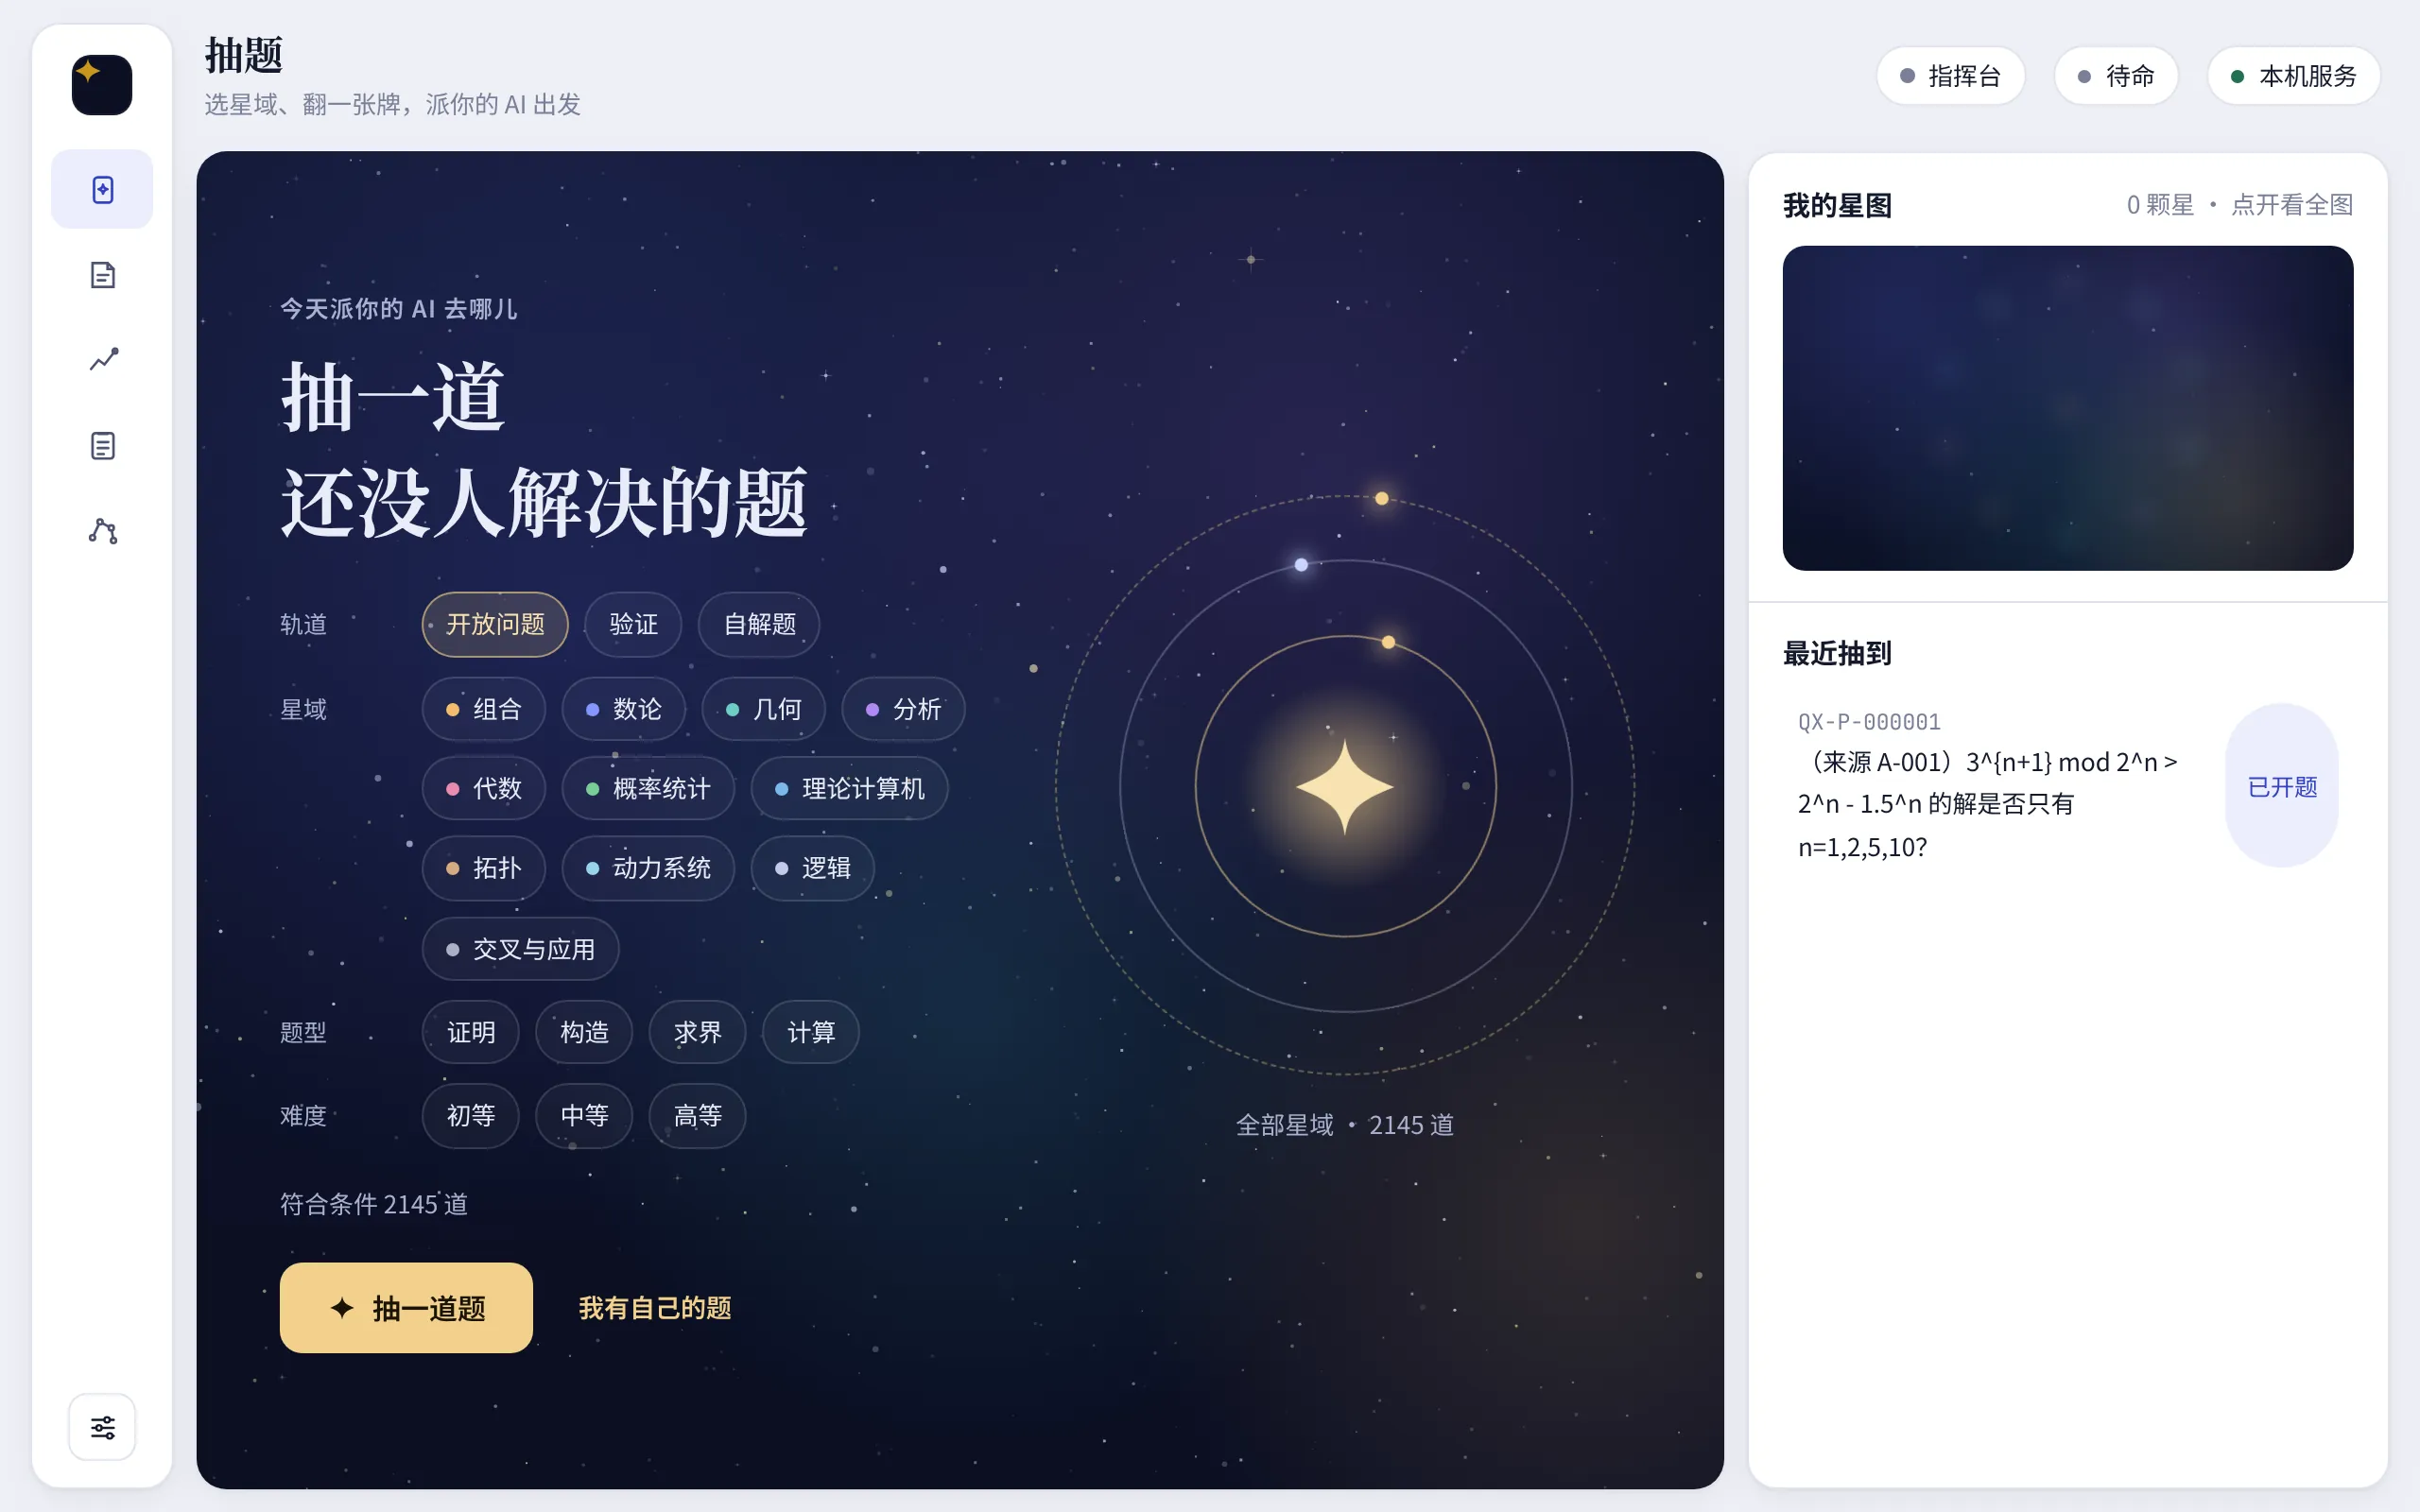 抽题
选星域、翻一张牌，派你的 AI 出发
指挥台
待命
本机服务
今天派你的 AI 去哪儿
抽一道
还没人解决的题
轨道
开放问题 验证 自解题
星域
组合 数论 几何 分析
代数 概率统计 理论计算机
拓扑 动力系统 逻辑
交叉与应用
题型
证明 构造 求界 计算
难度
初等 中等 高等
符合条件 2145 道
抽一道题
我有自己的题
全部星域 · 2145 道
我的星图
0 颗星 · 点开看全图
最近抽到
QX-P-000001
（来源 A-001）3^{n+1} mod 2^n >
2^n - 1.5^n 的解是否只有
n=1,2,5,10？
已开题